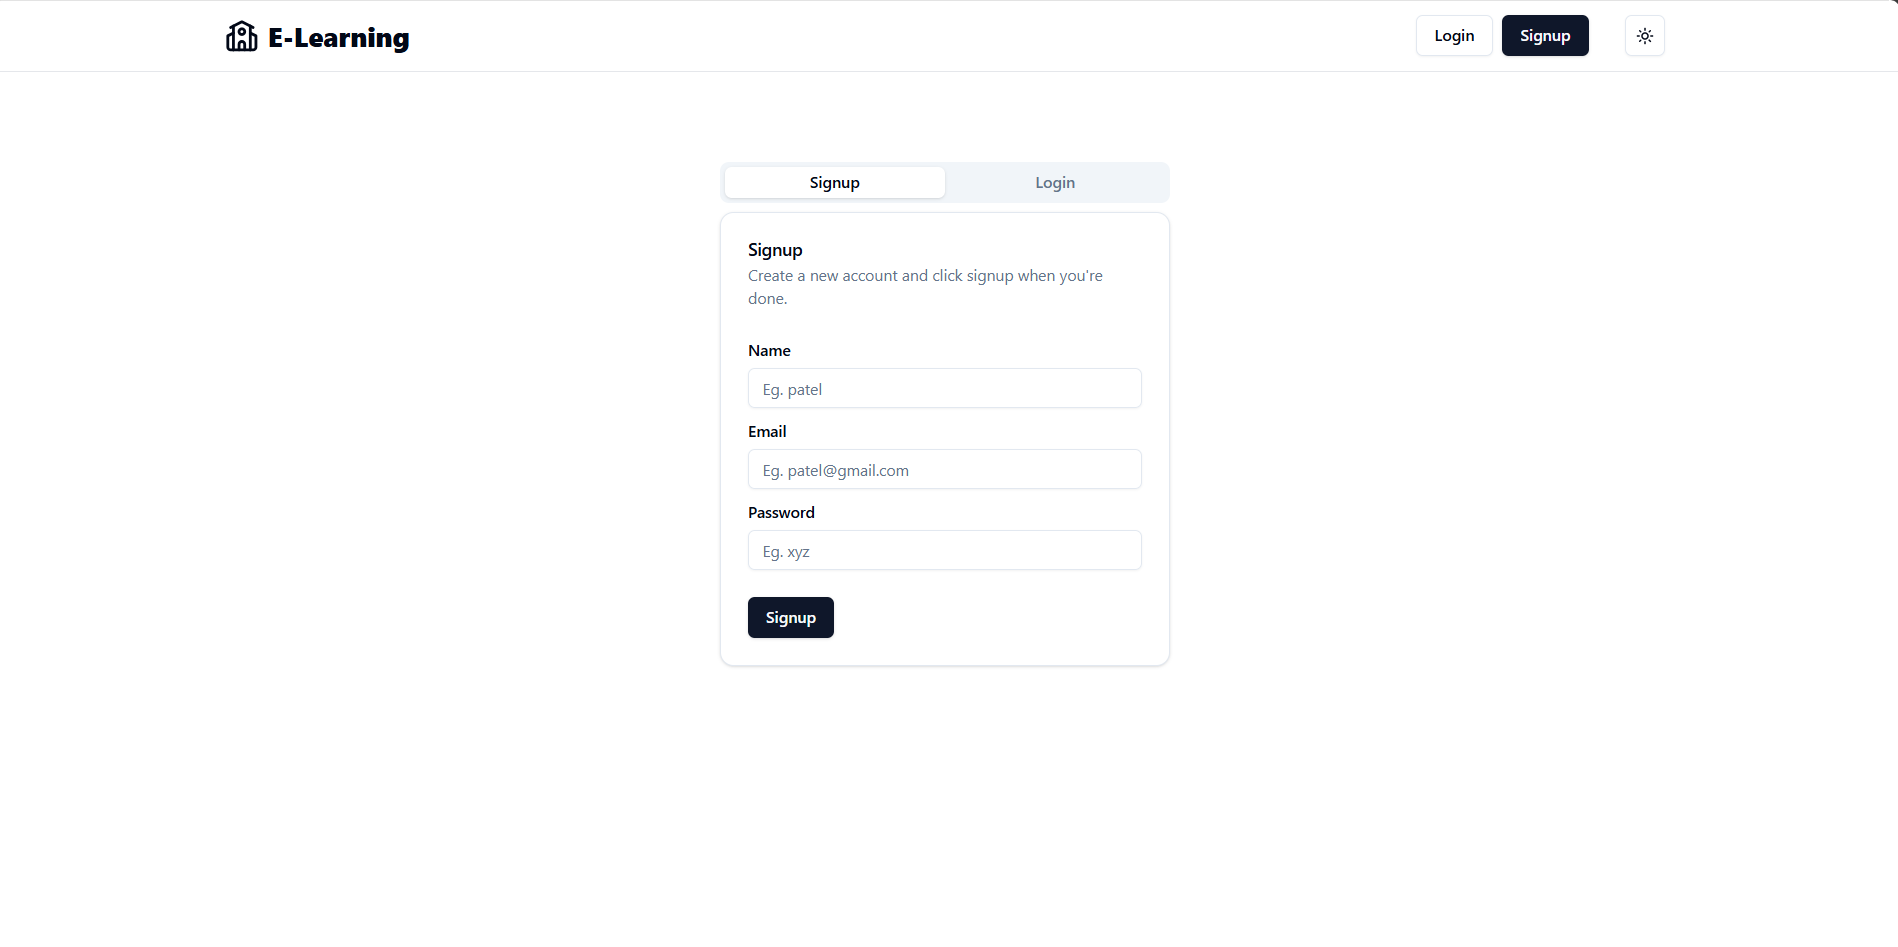 E-Learning
Login
Signup
Signup
Login
Signup
Create a new account and click signup when you're
done.
Name
Eg. patel
Email
Eg. patel@gmail.com
Password
Eg. xyz
Signup